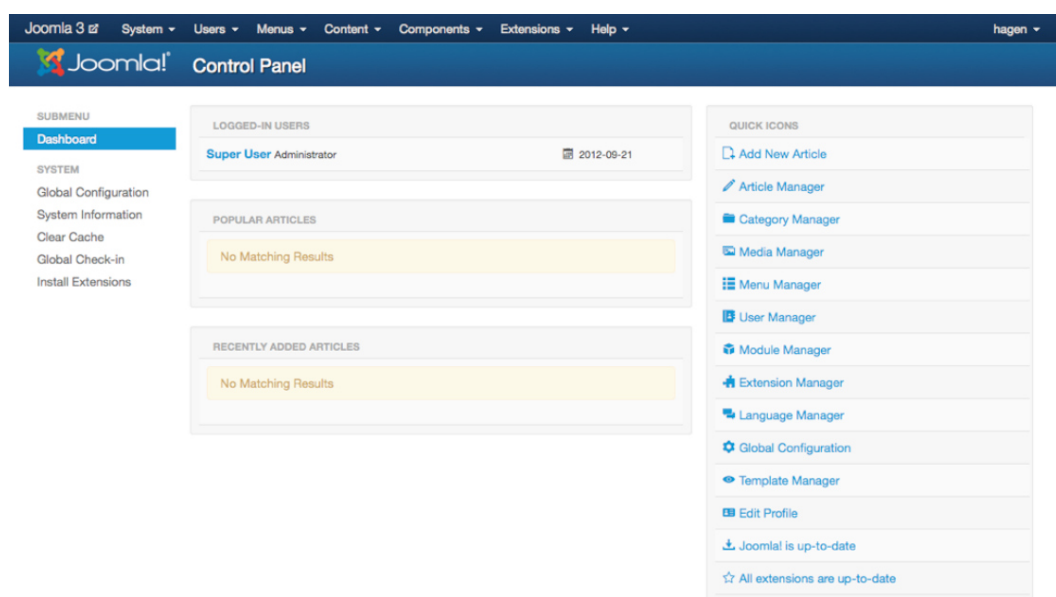 Joomla 3 System Users Menus Content Components Extensions Help hagen
Joomla!® Control Panel
SUBMENU
Dashboard
SYSTEM
Global Configuration
System Information
Clear Cache
Global Check-in
Install Extensions
LOGGED-IN USERS
Super User Administrator 2012-09-21
POPULAR ARTICLES
No Matching Results
RECENTLY ADDED ARTICLES
No Matching Results
QUICK ICONS
Add New Article
Article Manager
Category Manager
Media Manager
Menu Manager
User Manager
Module Manager
Extension Manager
Language Manager
Global Configuration
Template Manager
Edit Profile
Joomla! is up-to-date
All extensions are up-to-date